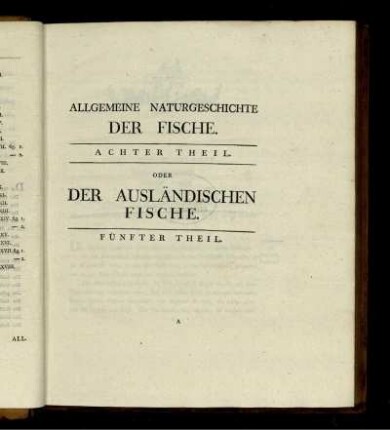 ALLGEMEINE NATURGESCHICHTE
DER FISCHE.
ACHTER THEIL.
ODER
DER AUSLÄNDISCHEN
FISCHE.
FÜNFTER THEIL.
A
ALL-